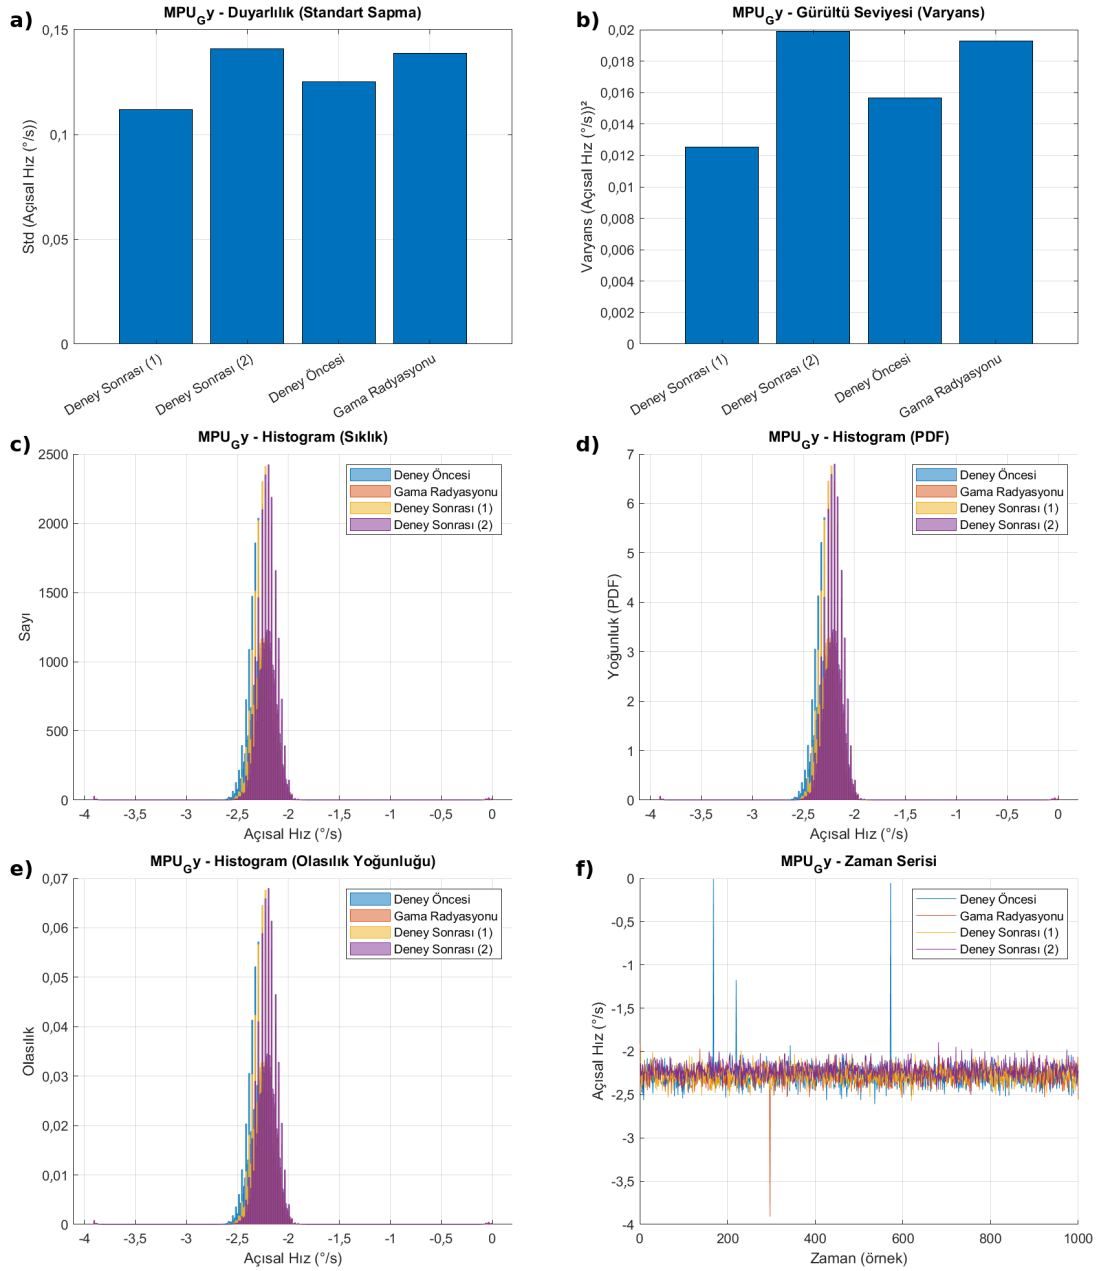 a)
MPU_Gy - Duyarlılık (Standart Sapma)
0,15
0,1
0,05
0
Std (Açısal Hız (°/s))
Deney Sonrası (1)
Deney Sonrası (2)
Deney Öncesi
Gama Radyasyonu
b)
MPU_Gy - Gürültü Seviyesi (Varyans)
0,02
0,018
0,016
0,014
0,012
0,01
0,008
0,006
0,004
0,002
0
Varyans (Açısal Hız (°/s))²
Deney Sonrası (1)
Deney Sonrası (2)
Deney Öncesi
Gama Radyasyonu
c)
MPU_Gy - Histogram (Sıklık)
2500
2000
1500
1000
500
0
Sayı
Deney Öncesi
Gama Radyasyonu
Deney Sonrası (1)
Deney Sonrası (2)
-4 -3,5 -3 -2,5 -2 -1,5 -1 -0,5 0
Açısal Hız (°/s)
d)
MPU_Gy - Histogram (PDF)
7
6
5
4
3
2
1
0
Yoğunluk (PDF)
Deney Öncesi
Gama Radyasyonu
Deney Sonrası (1)
Deney Sonrası (2)
-4 -3,5 -3 -2,5 -2 -1,5 -1 -0,5 0
Açısal Hız (°/s)
e)
MPU_Gy - Histogram (Olasılık Yoğunluğu)
0,07
0,06
0,05
0,04
0,03
0,02
0,01
0
Olasılık
Deney Öncesi
Gama Radyasyonu
Deney Sonrası (1)
Deney Sonrası (2)
-4 -3,5 -3 -2,5 -2 -1,5 -1 -0,5 0
Açısal Hız (°/s)
f)
MPU_Gy - Zaman Serisi
0
-0,5
-1
-1,5
-2
-2,5
-3
-3,5
-4
Açısal Hız (°/s)
Deney Öncesi
Gama Radyasyonu
Deney Sonrası (1)
Deney Sonrası (2)
0 200 400 600 800 1000
Zaman (örnek)